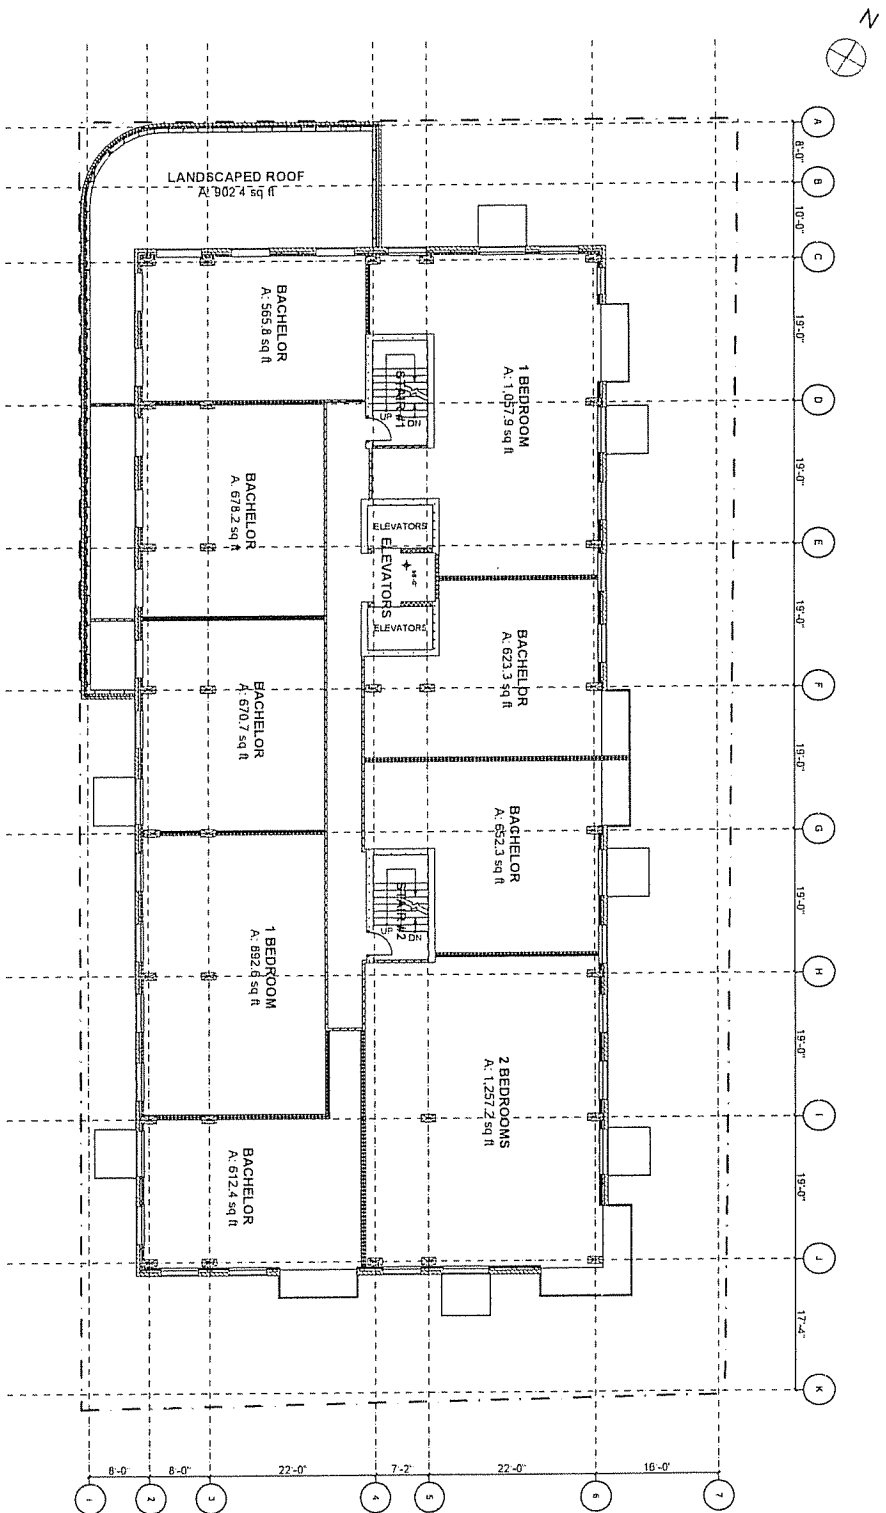 N
A
8'-0"
B
10'-0"
C
19'-0"
D
19'-0"
E
19'-0"
F
19'-0"
G
19'-0"
H
19'-0"
I
19'-0"
J
17'-4"
K
LANDSCAPED ROOF
A: 902.4 sq ft
BACHELOR
A: 565.8 sq ft
1 BEDROOM
A: 1,057.9 sq ft
STAIR #1
UP
DN
BACHELOR
A: 678.2 sq ft
ELEVATORS
ELEVATORS
ELEVATORS
BACHELOR
A: 623.3 sq ft
BACHELOR
A: 670.7 sq ft
BACHELOR
A: 652.3 sq ft
STAIR #2
UP
DN
1 BEDROOM
A: 892.6 sq ft
2 BEDROOMS
A: 1,257.2 sq ft
BACHELOR
A: 612.4 sq ft
8'-0"
8'-0"
22'-0"
7'-2"
22'-0"
16'-0"
1
2
3
4
5
6
7